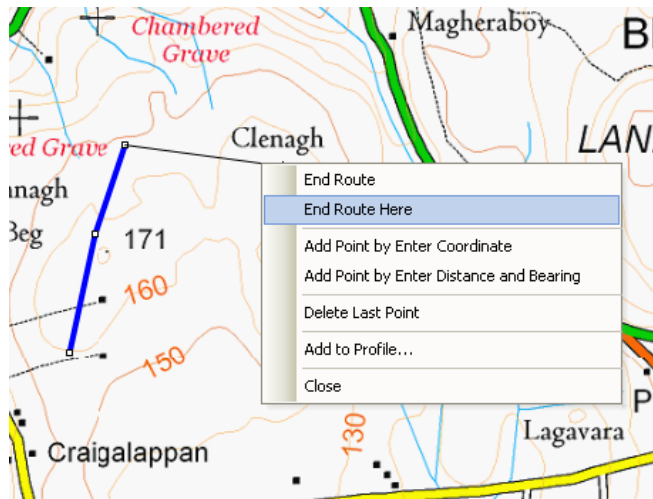 Chambered
Grave
Magheraboy
B
ed Grave
Clenagh
LAN
nagh
Beg
171
160
150
End Route
End Route Here
Add Point by Enter Coordinate
Add Point by Enter Distance and Bearing
Delete Last Point
Add to Profile...
Close
P
130
Lagavara
Craigalappan